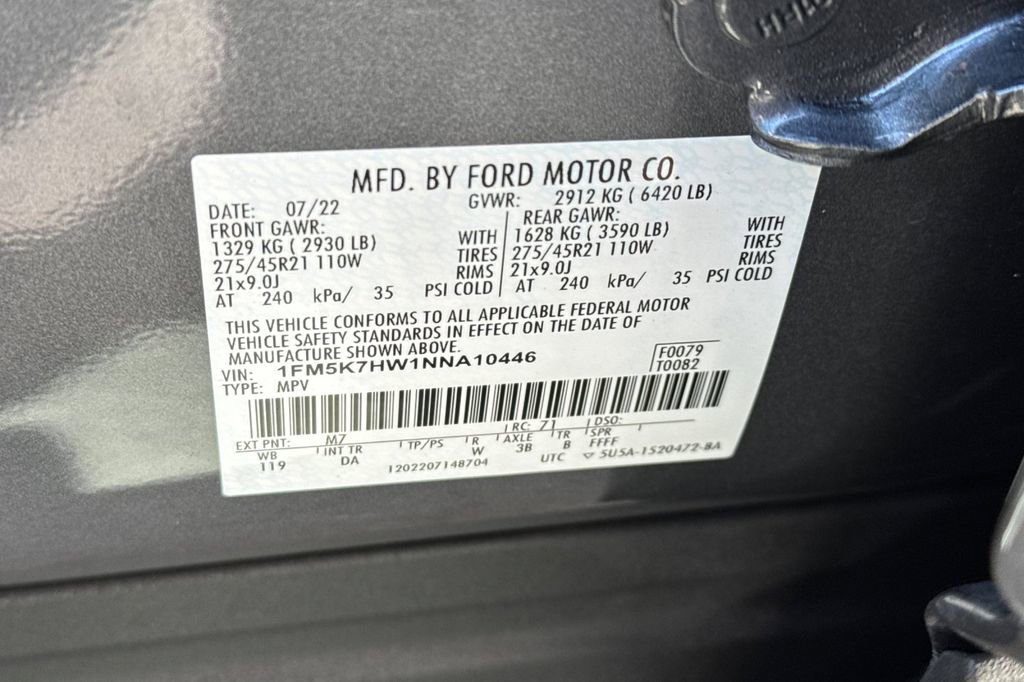 MFD. BY FORD MOTOR CO.
DATE: 07/22 GVWR: 2912 KG ( 6420 LB)
FRONT GAWR: REAR GAWR:
1329 KG ( 2930 LB) WITH 1628 KG ( 3590 LB) WITH
275/45R21 110W TIRES 275/45R21 110W TIRES
21x9.0J RIMS 21x9.0J RIMS
AT 240 kPa/ 35 PSI COLD AT 240 kPa/ 35 PSI COLD
THIS VEHICLE CONFORMS TO ALL APPLICABLE FEDERAL MOTOR
VEHICLE SAFETY STANDARDS IN EFFECT ON THE DATE OF
MANUFACTURE SHOWN ABOVE.
VIN: 1FM5K7HW1NNA10446 F0079
TYPE: MPV T0082
EXT PNT: M7 RC: 71 DSO:
WB INT TR TP/PS R AXLE TR SPR
119 DA W 3B B FFFF
1202207148704 UTC 5U5A-1520472-8A